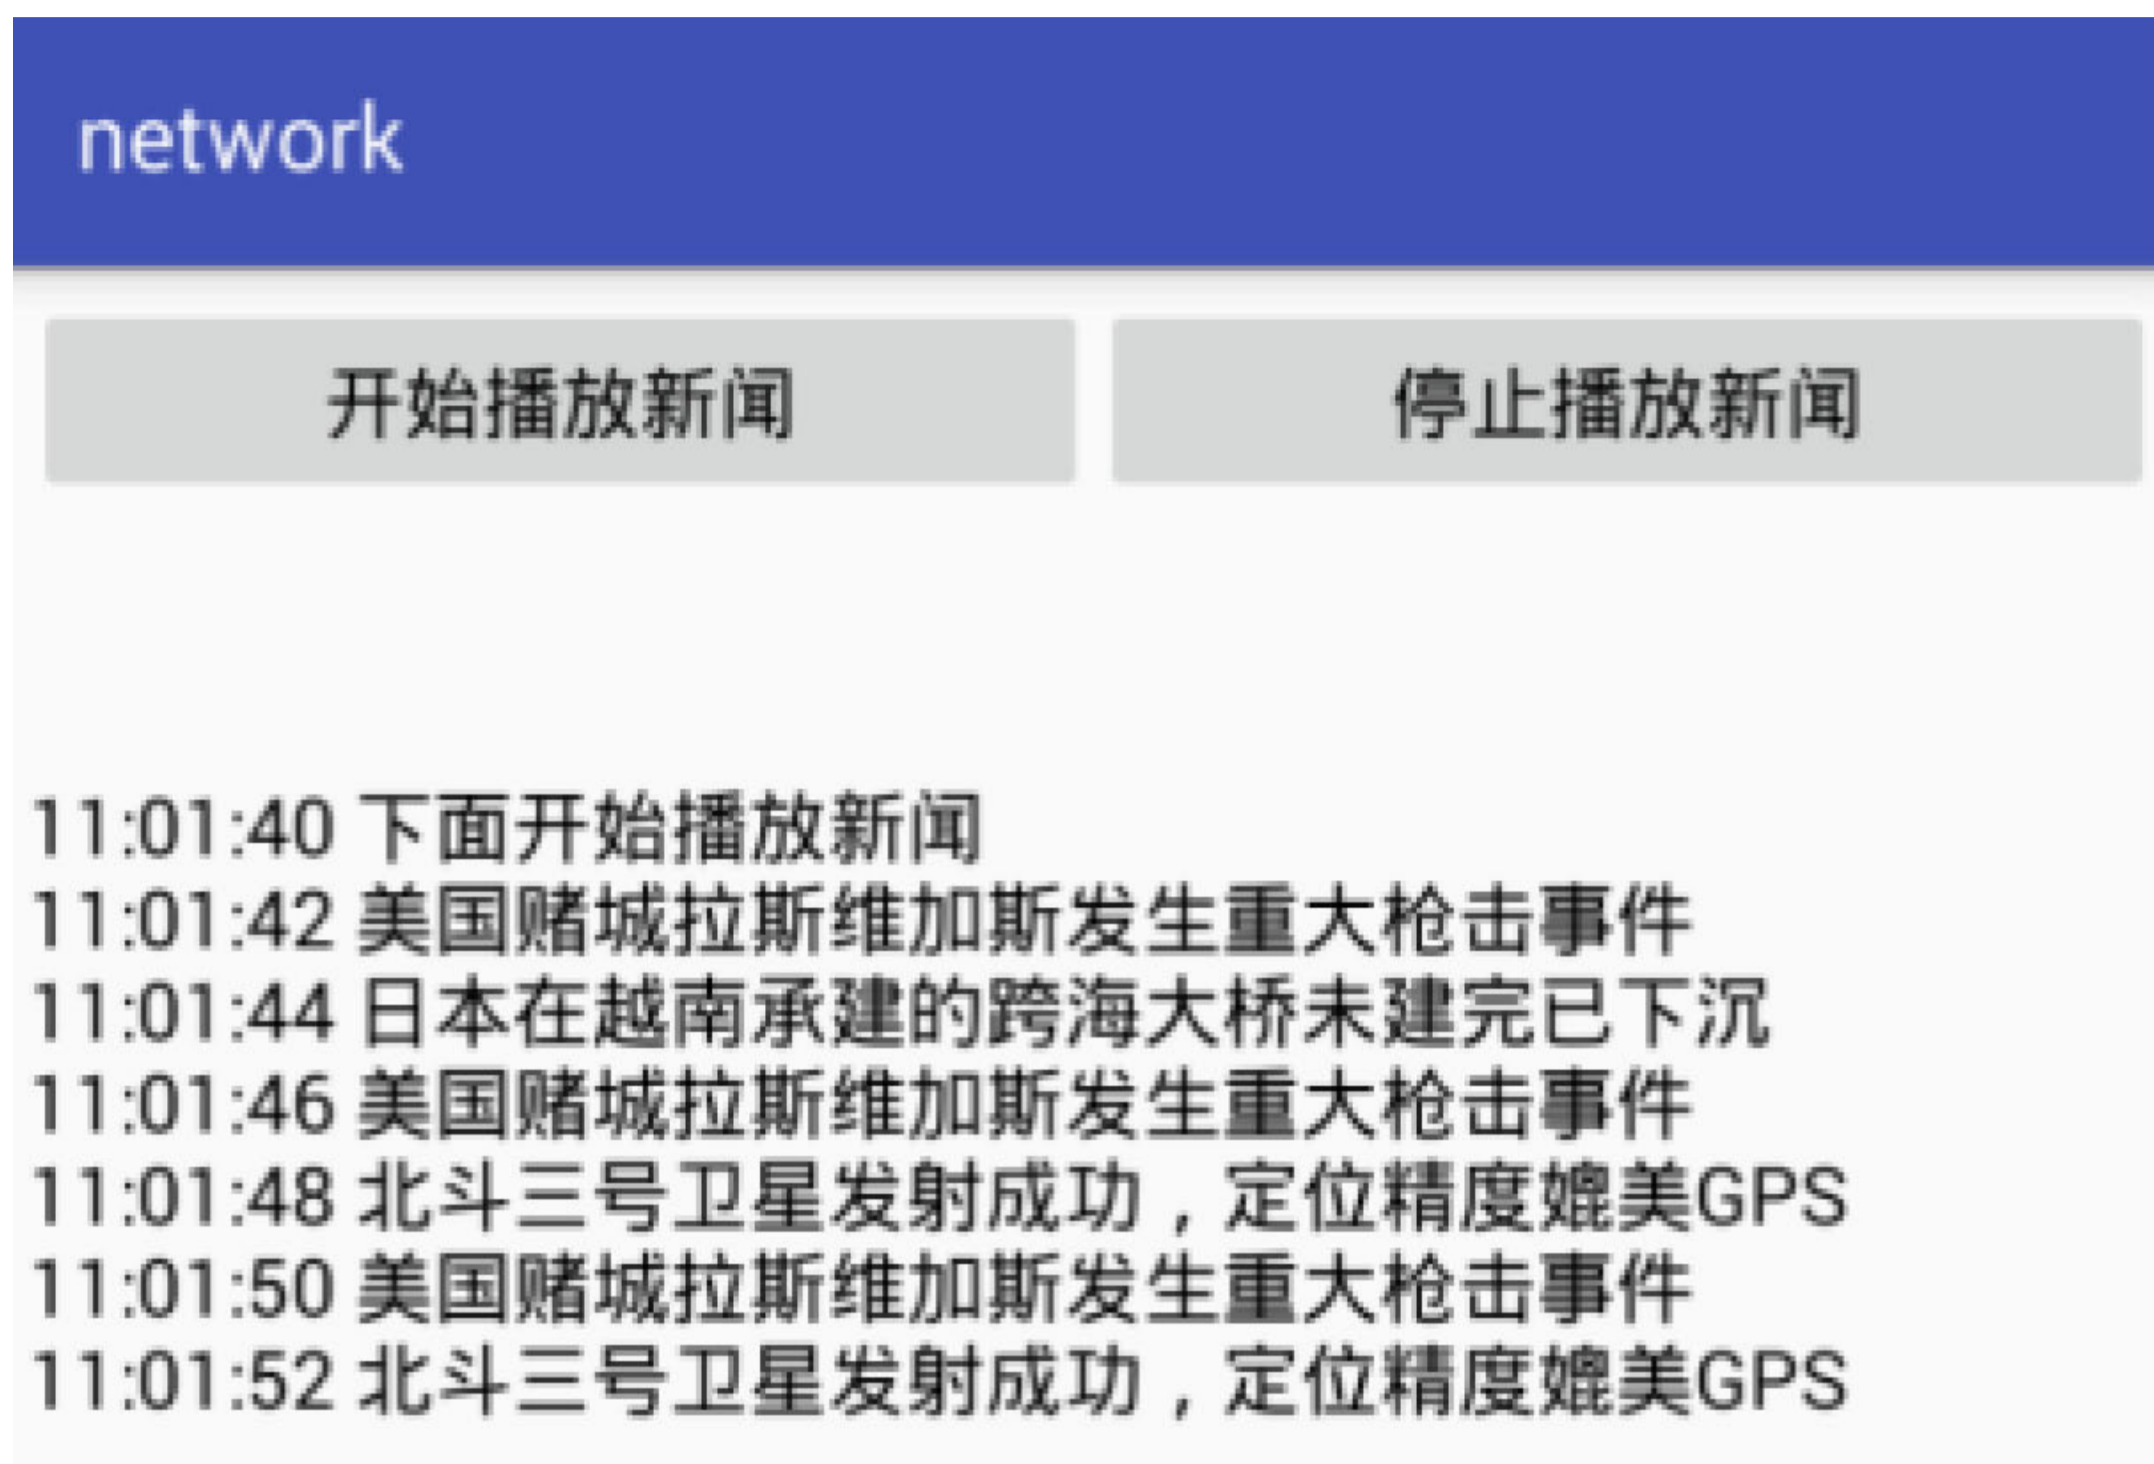 network
开始播放新闻
停止播放新闻
11:01:40 下面开始播放新闻
11:01:42 美国赌城拉斯维加斯发生重大枪击事件
11:01:44 日本在越南承建的跨海大桥未建完已下沉
11:01:46 美国赌城拉斯维加斯发生重大枪击事件
11:01:48 北斗三号卫星发射成功，定位精度媲美GPS
11:01:50 美国赌城拉斯维加斯发生重大枪击事件
11:01:52 北斗三号卫星发射成功，定位精度媲美GPS